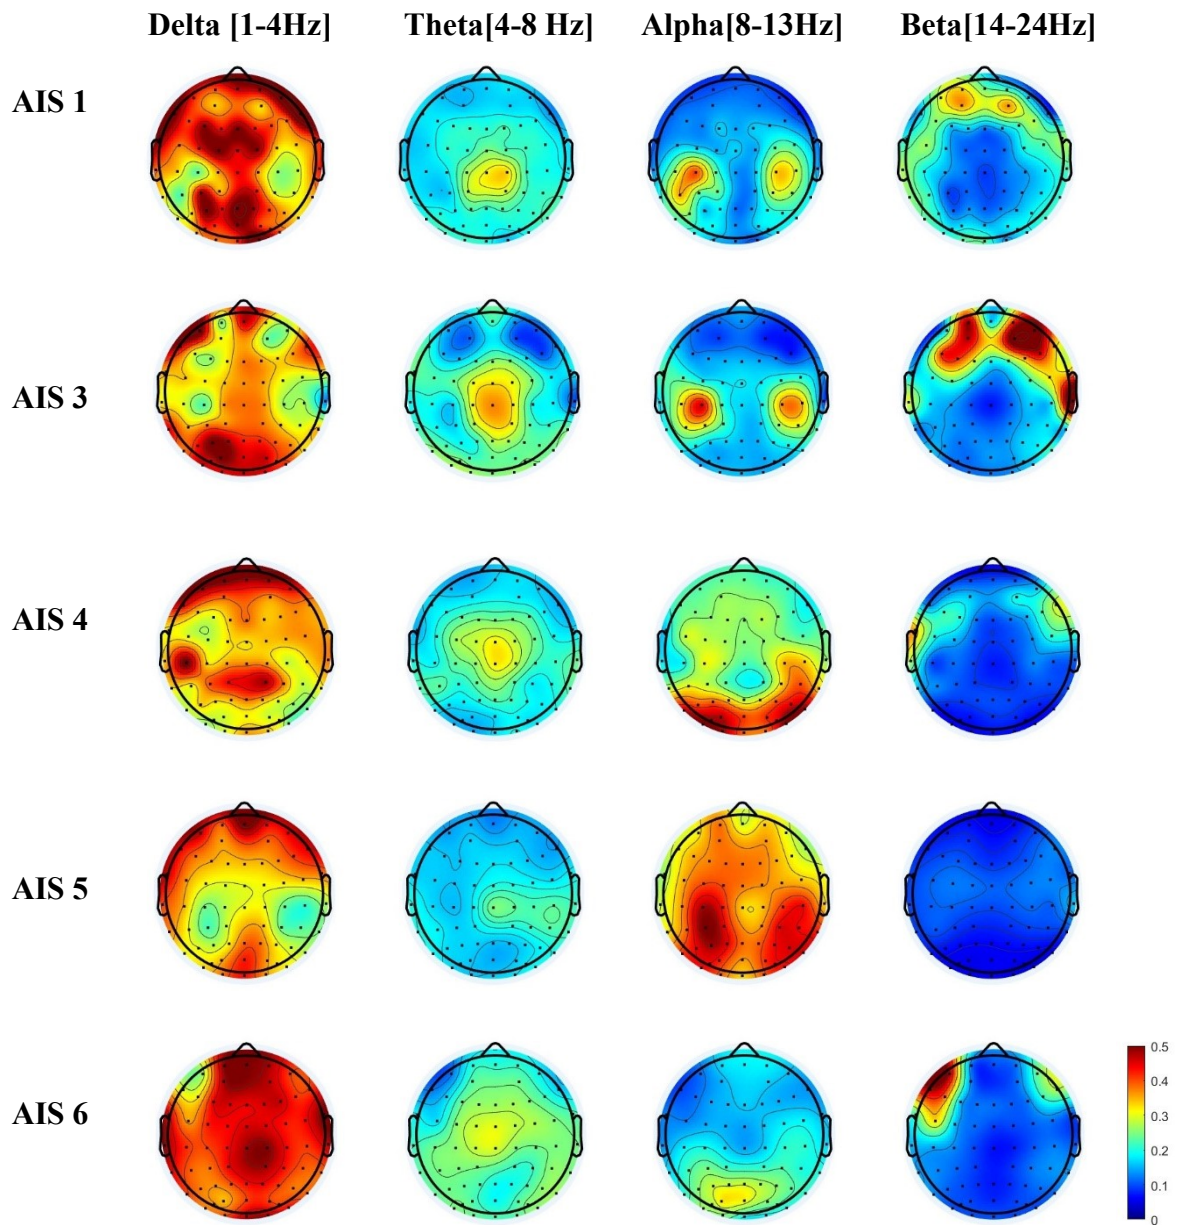 Delta [1-4Hz] Theta[4-8 Hz] Alpha[8-13Hz] Beta[14-24Hz]
AIS 1
AIS 3
AIS 4
AIS 5
AIS 6
0.5
0.4
0.3
0.2
0.1
0